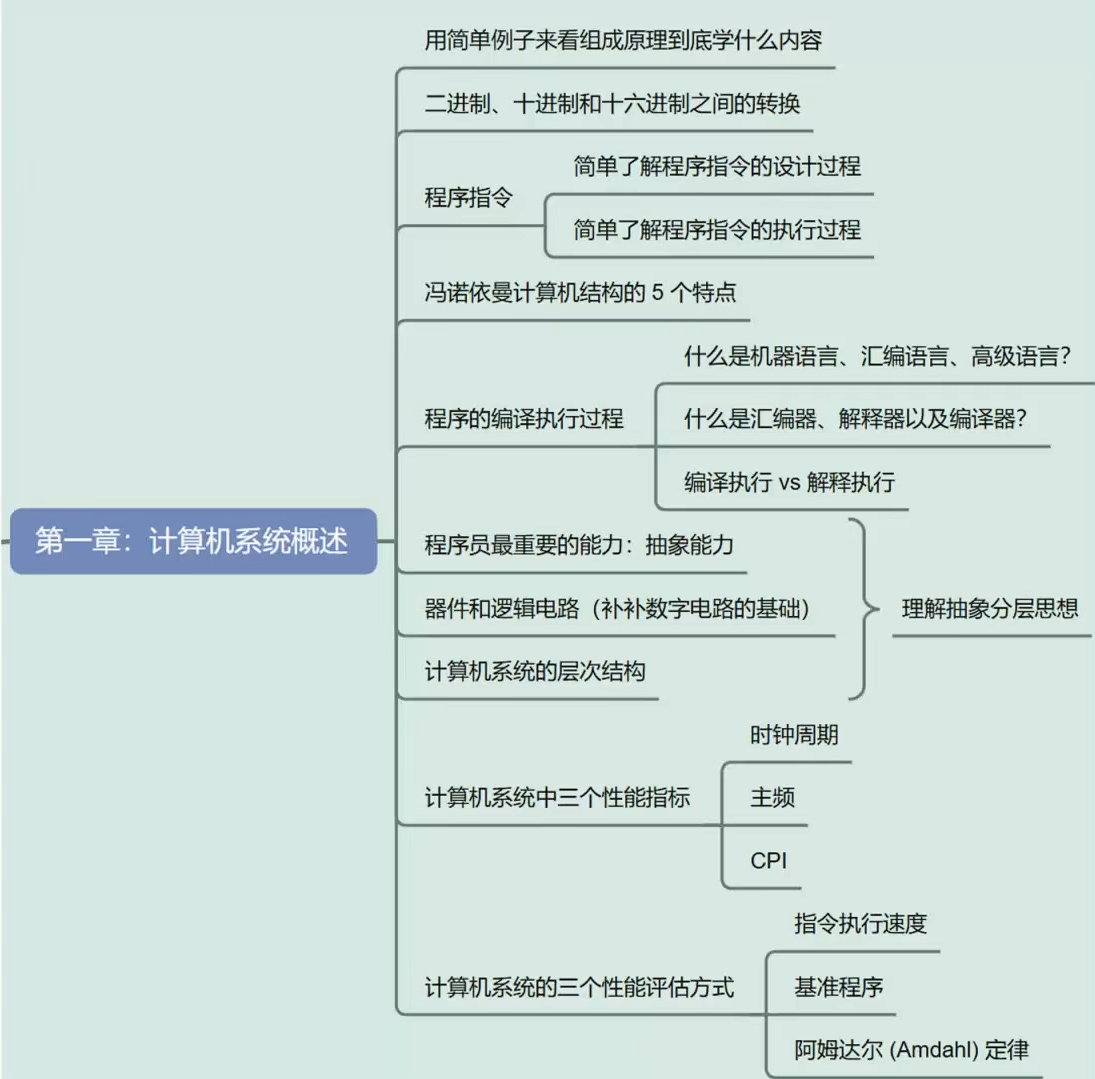 用简单例子来看组成原理到底学什么内容
二进制、十进制和十六进制之间的转换
程序指令
简单了解程序指令的设计过程
简单了解程序指令的执行过程
冯诺依曼计算机结构的 5 个特点
程序的编译执行过程
什么是机器语言、汇编语言、高级语言？
什么是汇编器、解释器以及编译器？
编译执行 vs 解释执行
第一章：计算机系统概述
程序员最重要的能力：抽象能力
器件和逻辑电路（补补数字电路的基础）
计算机系统的层次结构
理解抽象分层思想
计算机系统中三个性能指标
时钟周期
主频
CPI
计算机系统的三个性能评估方式
指令执行速度
基准程序
阿姆达尔 (Amdahl) 定律